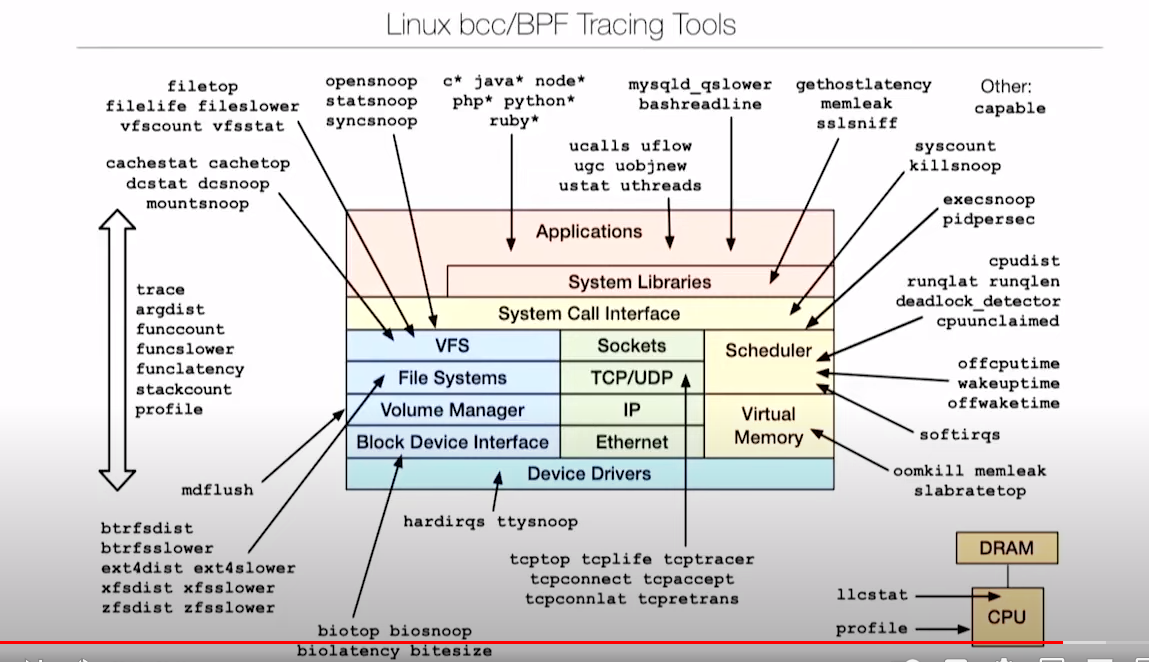 Linux bcc/BPF Tracing Tools
filetop
filelife fileslower
vfscount vfsstat
opensnoop
statsnoop
syncsnoop
c* java* node*
php* python*
ruby*
mysqld_qslower
bashreadline
gethostlatency
memleak
sslsniff
Other:
capable
cachestat cachetop
dcstat dcsnoop
mountsnoop
ucalls uflow
ugc uobjnew
ustat uthreads
syscount
killsnoop
execsnoop
pidpersec
cpudist
runqlat runqlen
deadlock_detector
cpuunclaimed
offcputime
wakeuptime
offwaketime
softirqs
oomkill memleak
slabratetop
trace
argdist
funccount
funcslower
funclatency
stackcount
profile
Applications
System Libraries
System Call Interface
VFS
Sockets
Scheduler
File Systems
TCP/UDP
Volume Manager
IP
Virtual
Memory
Block Device Interface
Ethernet
Device Drivers
mdflush
hardirqs ttysnoop
btrfsdist
btrfsslower
ext4dist ext4slower
xfsdist xfsslower
zfsdist zfsslower
tcptop tcplife tcptracer
tcpconnect tcpaccept
tcpconnlat tcpretrans
biotop biosnoop
biolatency bitesize
DRAM
llcstat
CPU
profile